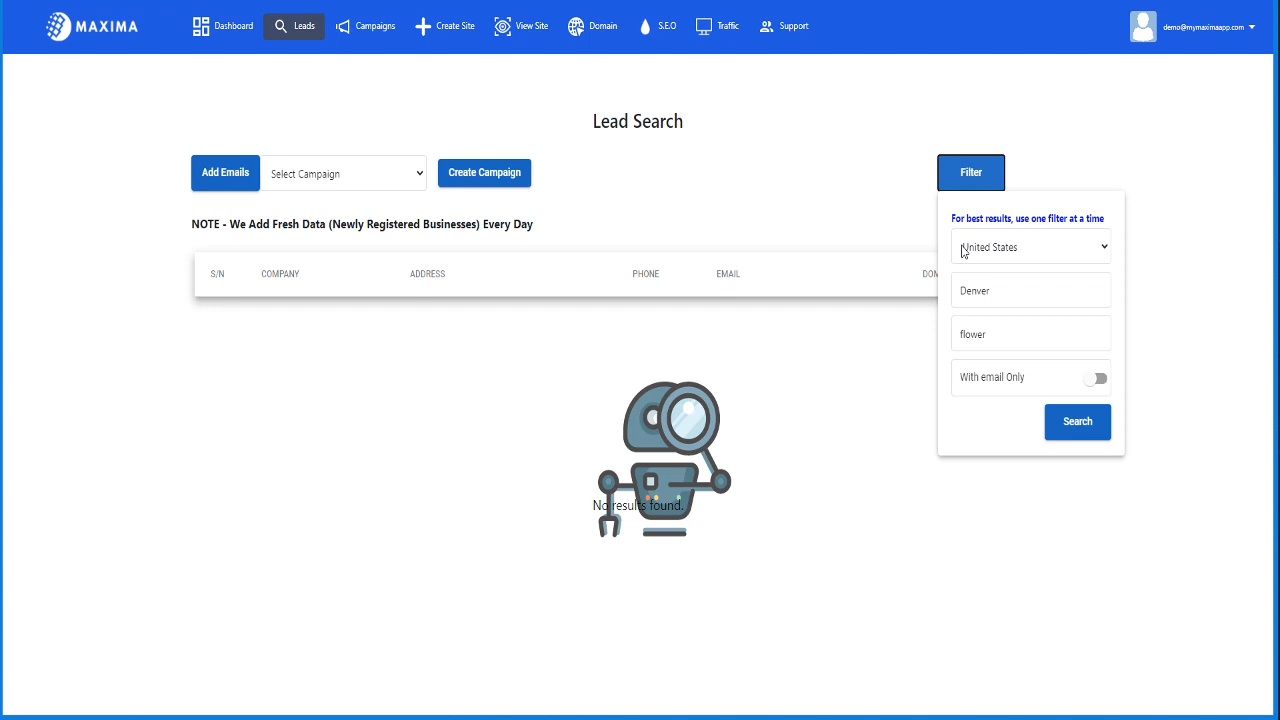 MAXIMA
Dashboard
Leads
Campaigns
Create Site
View Site
Domain
S.E.O
Traffic
Support
demo@mymaximaapp.com
Lead Search
Add Emails
Select Campaign
Create Campaign
Filter
For best results, use one filter at a time
NOTE - We Add Fresh Data (Newly Registered Businesses) Every Day
United States
S/N COMPANY ADDRESS PHONE EMAIL
Denver
flower
With email Only
Search
No results found.